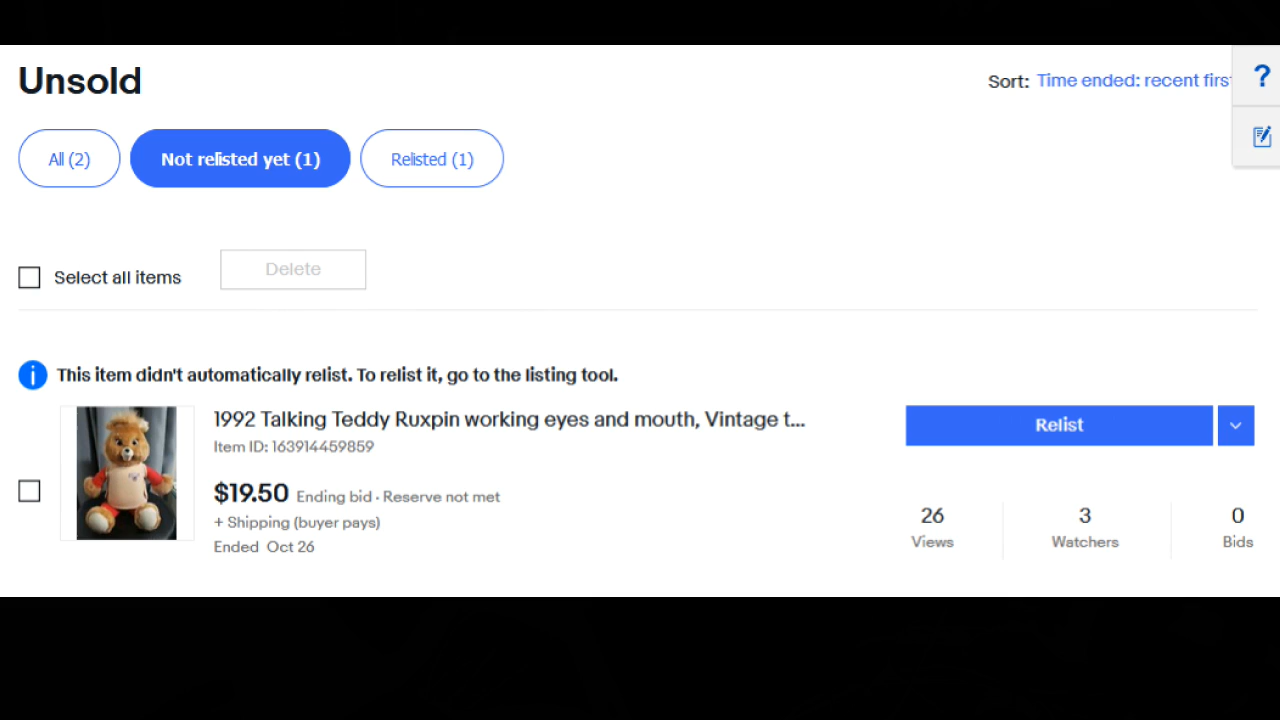 Unsold
Sort: Time ended: recent first
?
All (2)
Not relisted yet (1)
Relisted (1)
Select all items
Delete
i
This item didn't automatically relist. To relist it, go to the listing tool.
1992 Talking Teddy Ruxpin working eyes and mouth, Vintage t...
Relist
Item ID: 163914459859
$19.50 Ending bid · Reserve not met
+ Shipping (buyer pays)
Ended Oct 26
26
Views
3
Watchers
0
Bids